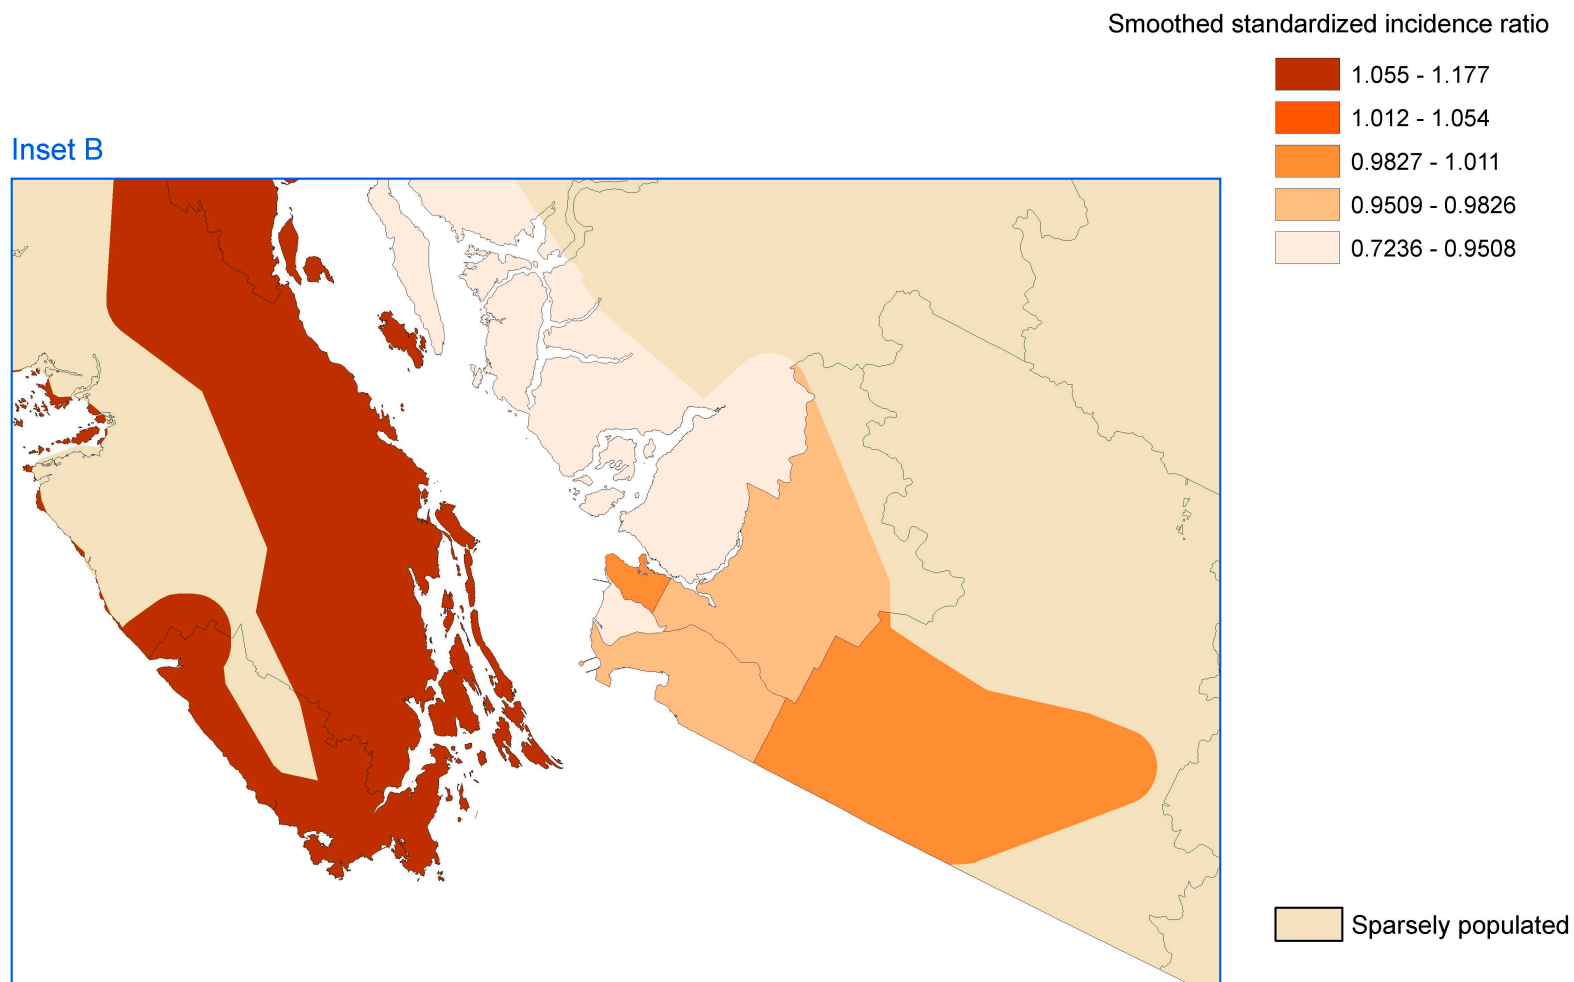 Smoothed standardized incidence ratio
1.055 - 1.177
1.012 - 1.054
0.9827 - 1.011
0.9509 - 0.9826
0.7236 - 0.9508
Inset B
Sparsely populated